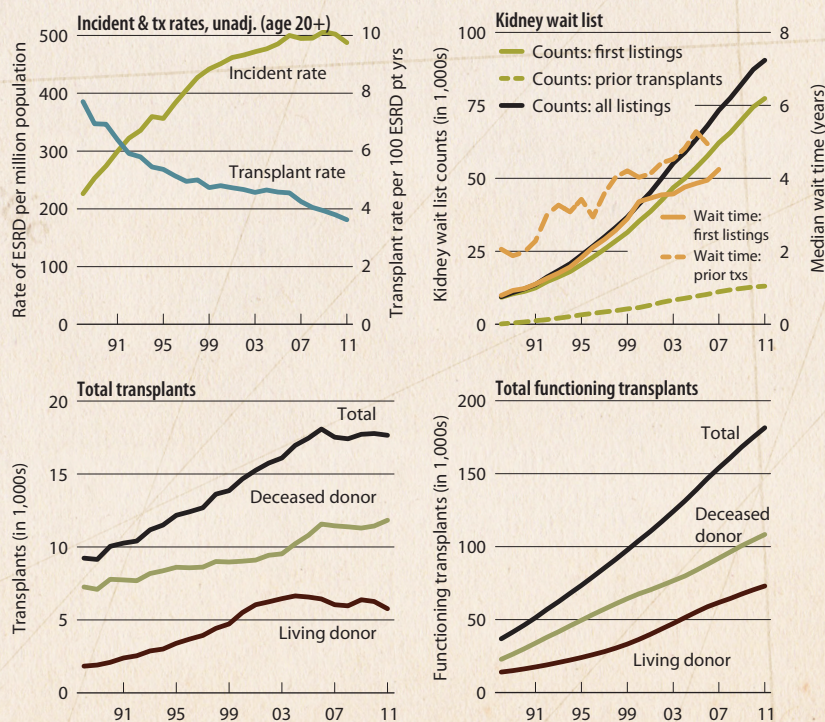 Incident & tx rates, unadj. (age 20+)
Rate of ESRD per million population
500
400
300
200
100
0
Incident rate
Transplant rate
10
8
6
4
2
0
Transplant rate per 100 ESRD pt yrs
91 95 99 03 07 11
Kidney wait list
Kidney wait list counts (in 1,000s)
100
75
50
25
0
Counts: first listings
Counts: prior transplants
Counts: all listings
Wait time:
first listings
Wait time:
prior txs
8
6
4
2
0
Median wait time (years)
91 95 99 03 07 11
Total transplants
Transplants (in 1,000s)
20
15
10
5
0
Total
Deceased donor
Living donor
91 95 99 03 07 11
Total functioning transplants
Functioning transplants (in 1,000s)
200
150
100
50
0
Total
Deceased
donor
Living donor
91 95 99 03 07 11